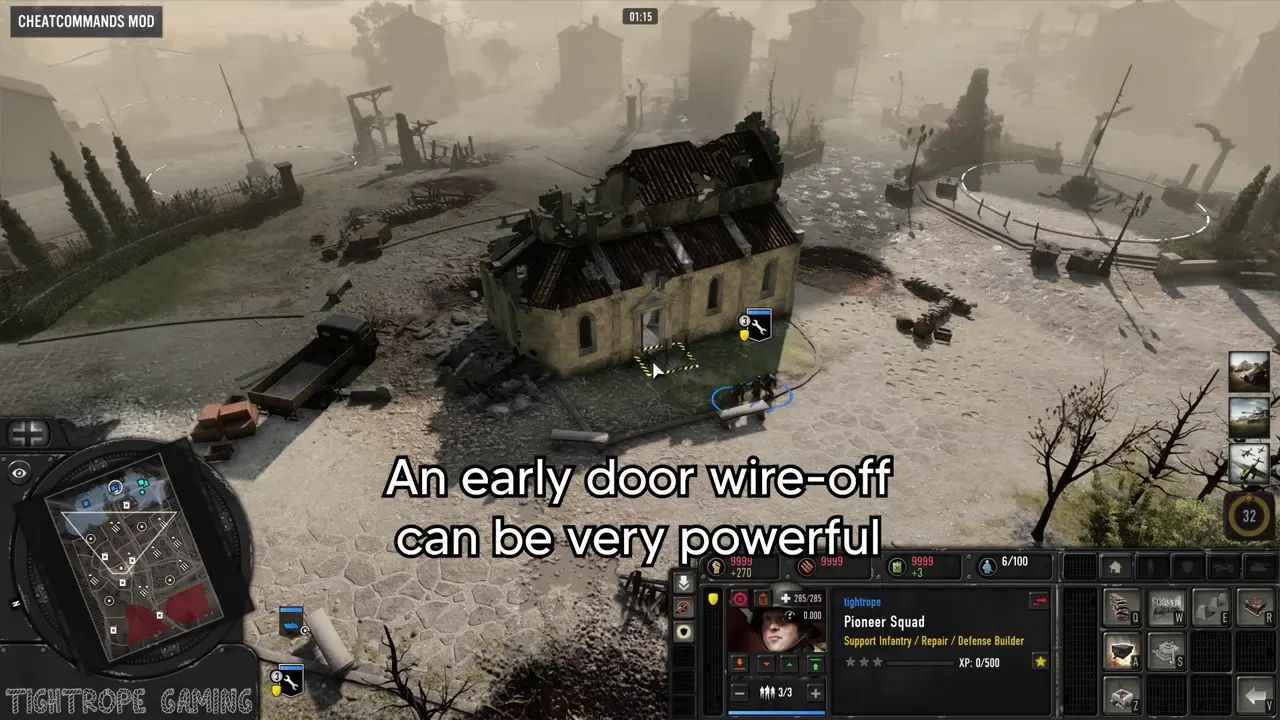 CHEATCOMMANDS MOD
01:15
3
An early door wire-off
can be very powerful
32
9999
+270
9999
9999
+3
6/100
285/285
0.000
tightrope
Pioneer Squad
Support Infantry / Repair / Defense Builder
XP: 0/500
3/3
Q
W
E
R
A
S
Z
V
3
TIGHTROPE GAMING